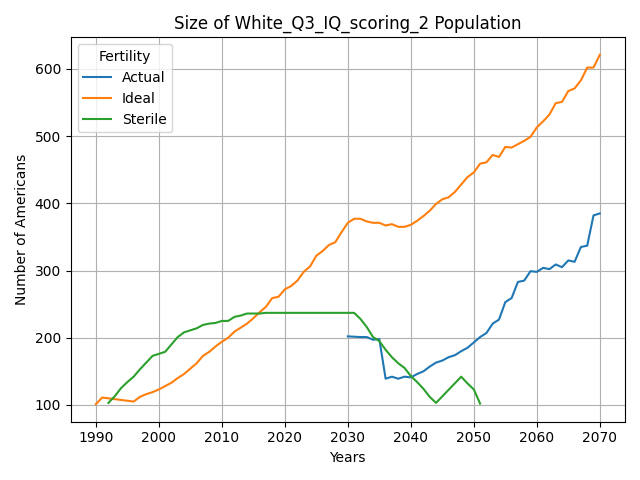 Size of White_Q3_IQ_scoring_2 Population
Fertility
Actual
Ideal
Sterile
Number of Americans
600
500
400
300
200
100
1990
2000
2010
2020
2030
2040
2050
2060
2070
Years